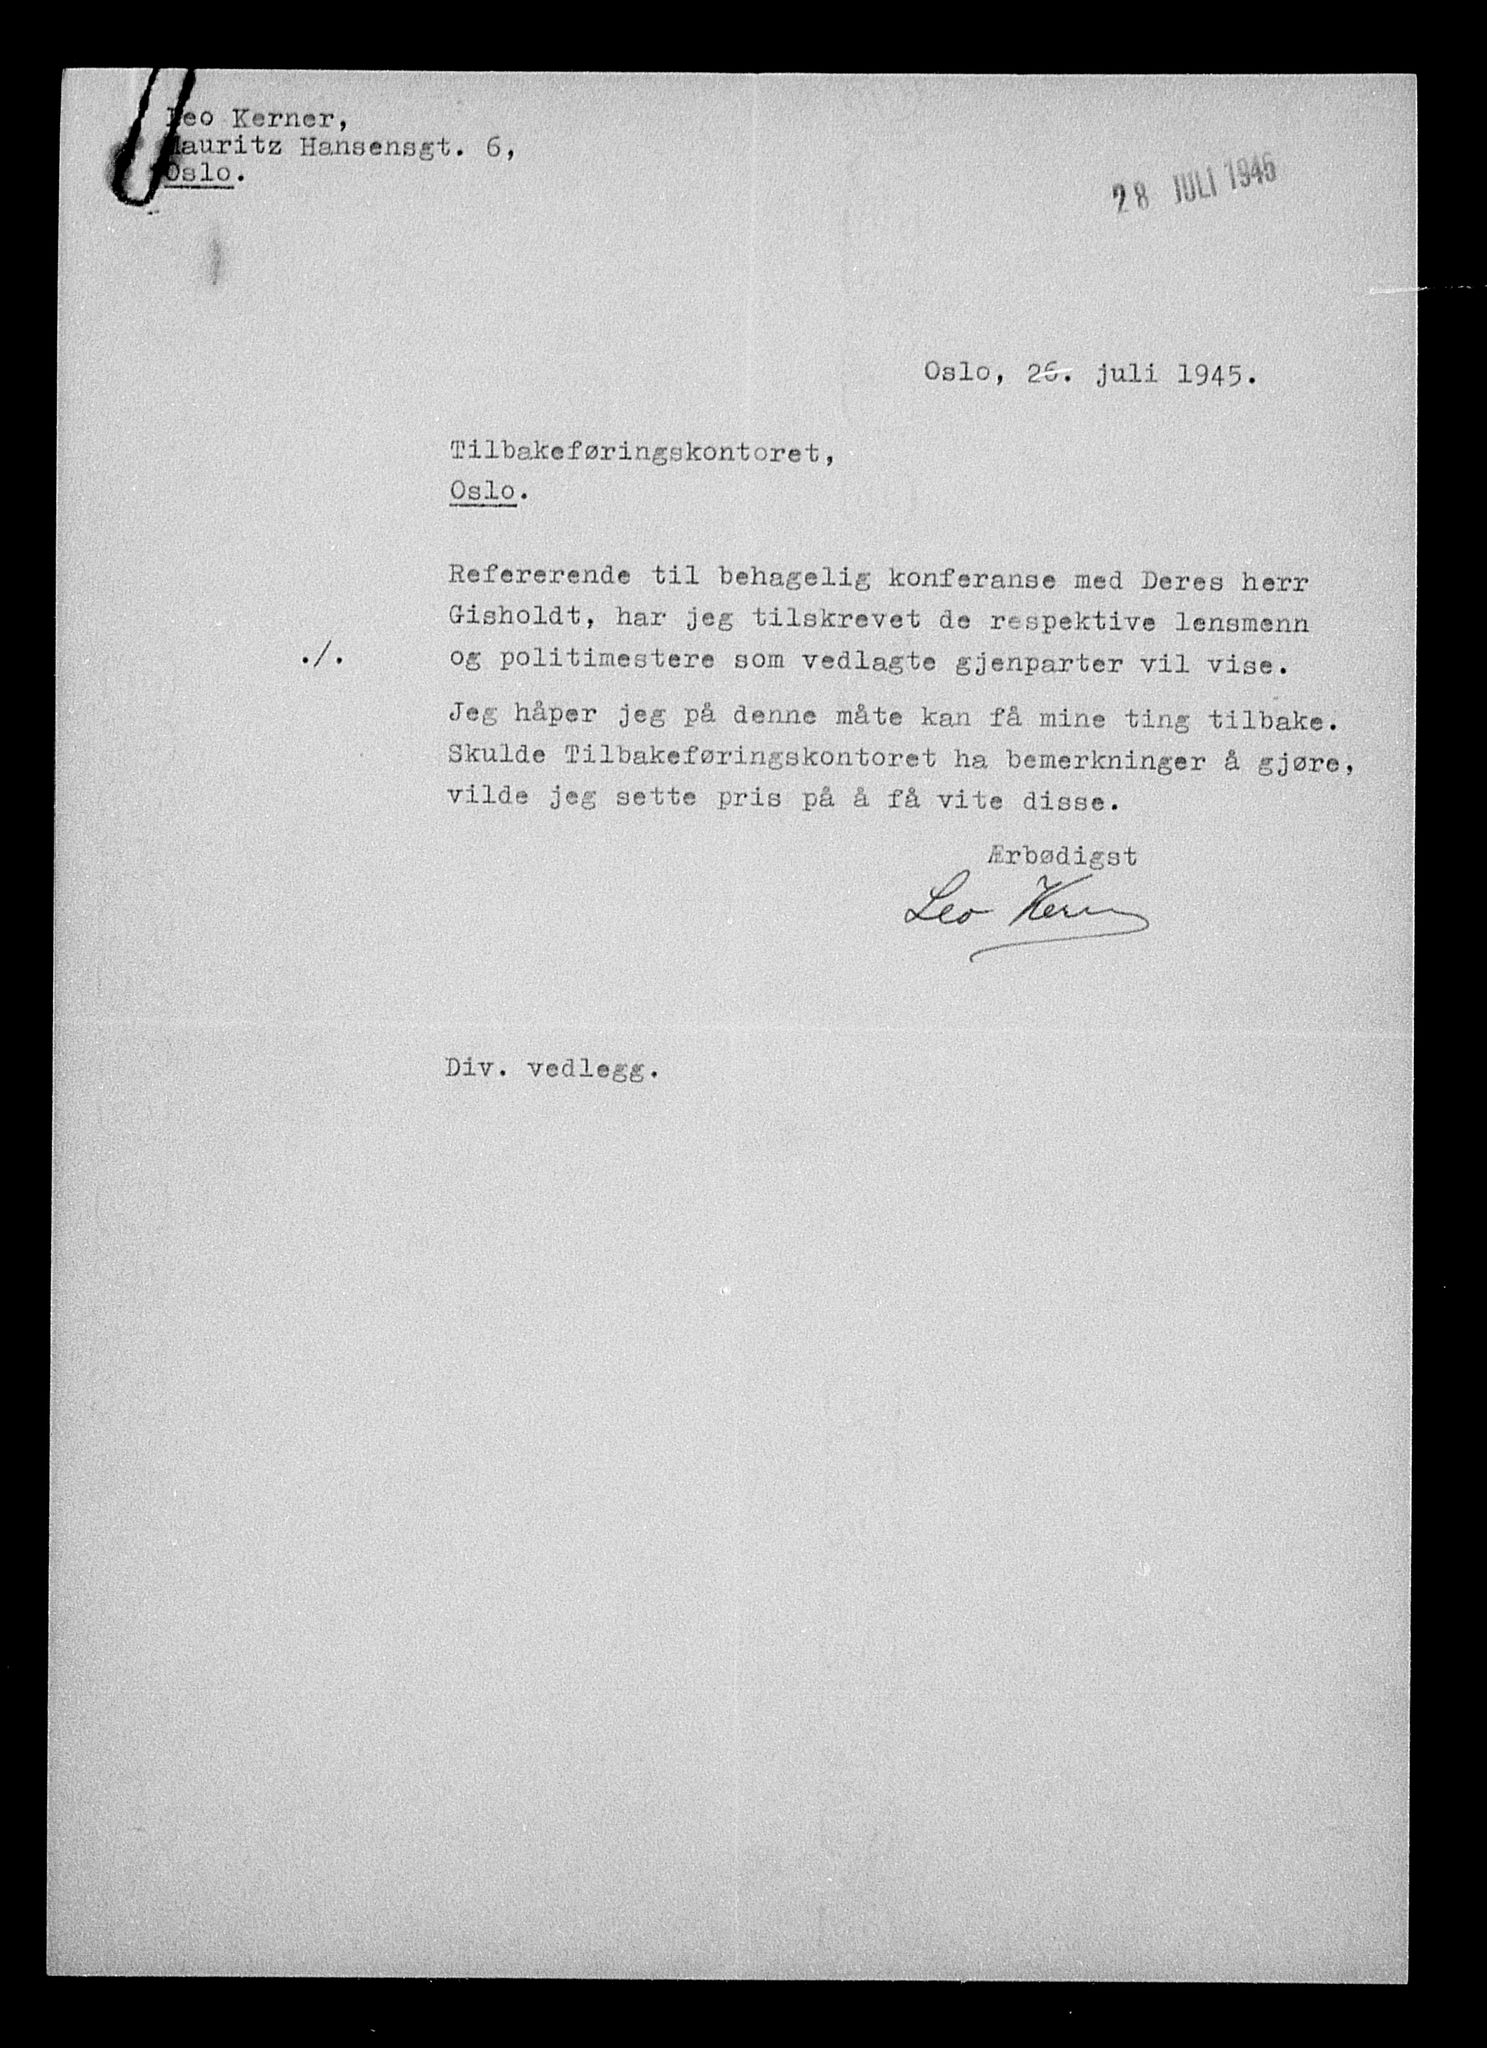 Leo Kerner,
Mauritz Hansensgt. 6,
Oslo.
28 JULI 1945
Oslo, 26. juli 1945.
Tilbakeføringskontoret,
Oslo.
Refererende til behagelig konferanse med Deres herr
Gisholdt, har jeg tilskrevet de respektive lensmenn
./. og politimestere som vedlagte gjenparter vil vise.
Jeg håper jeg på denne måte kan få mine ting tilbake.
Skulde Tilbakeføringskontoret ha bemerkninger å gjøre,
vilde jeg sette pris på å få vite disse.
Ærbødigst
Leo Kerner
Div. vedlegg.